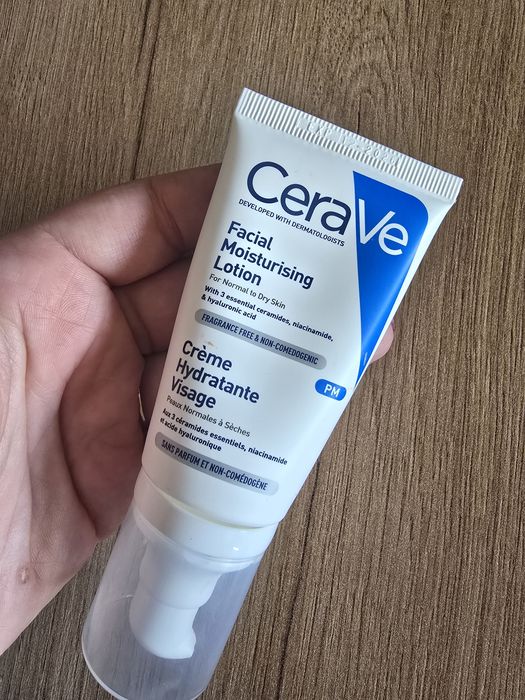 CeraVe
DEVELOPED WITH DERMATOLOGISTS
Facial
Moisturising
Lotion
For Normal to Dry Skin
With 3 essential ceramides, niacinamide,
& hyaluronic acid
FRAGRANCE FREE & NON-COMEDOGENIC
PM
Crème
Hydratante
Visage
Peaux Normales à Sèches
Aux 3 céramides essentiels, niacinamide
et acide hyaluronique
SANS PARFUM ET NON-COMÉDOGÈNE